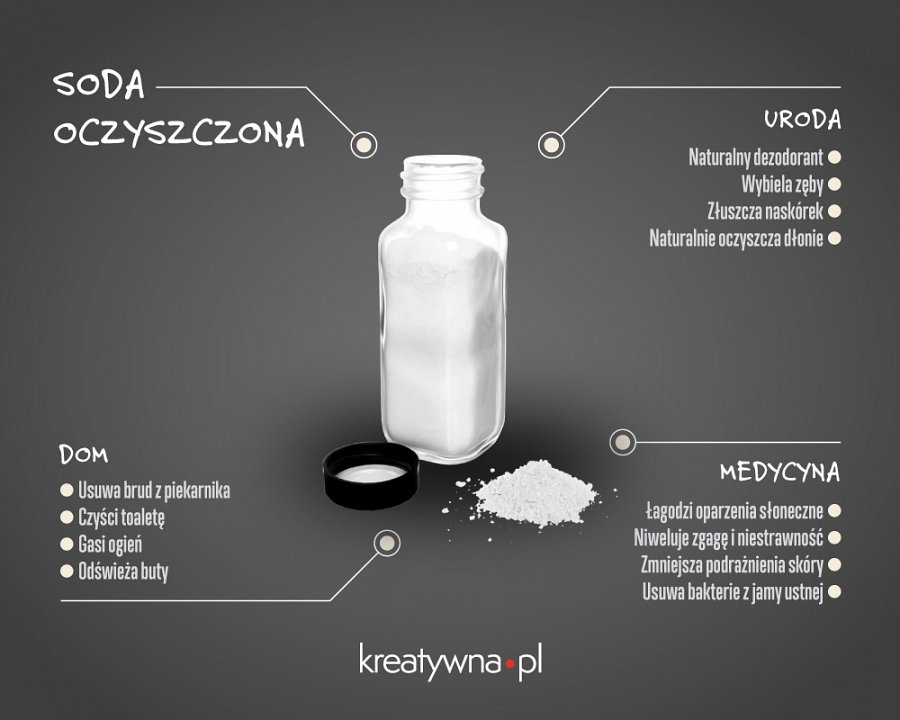 SODA
OCZYSZCZONA
URODA
Naturalny dezodorant
Wybiela zęby
Złuszcza naskórek
Naturalnie oczyszcza dłonie
DOM
Usuwa brud z piekarnika
Czyści toaletę
Gasi ogień
Odświeża buty
MEDYCYNA
Łagodzi oparzenia słoneczne
Niweluje zgagę i niestrawność
Zmniejsza podrażnienia skóry
Usuwa bakterie z jamy ustnej
kreatywna.pl